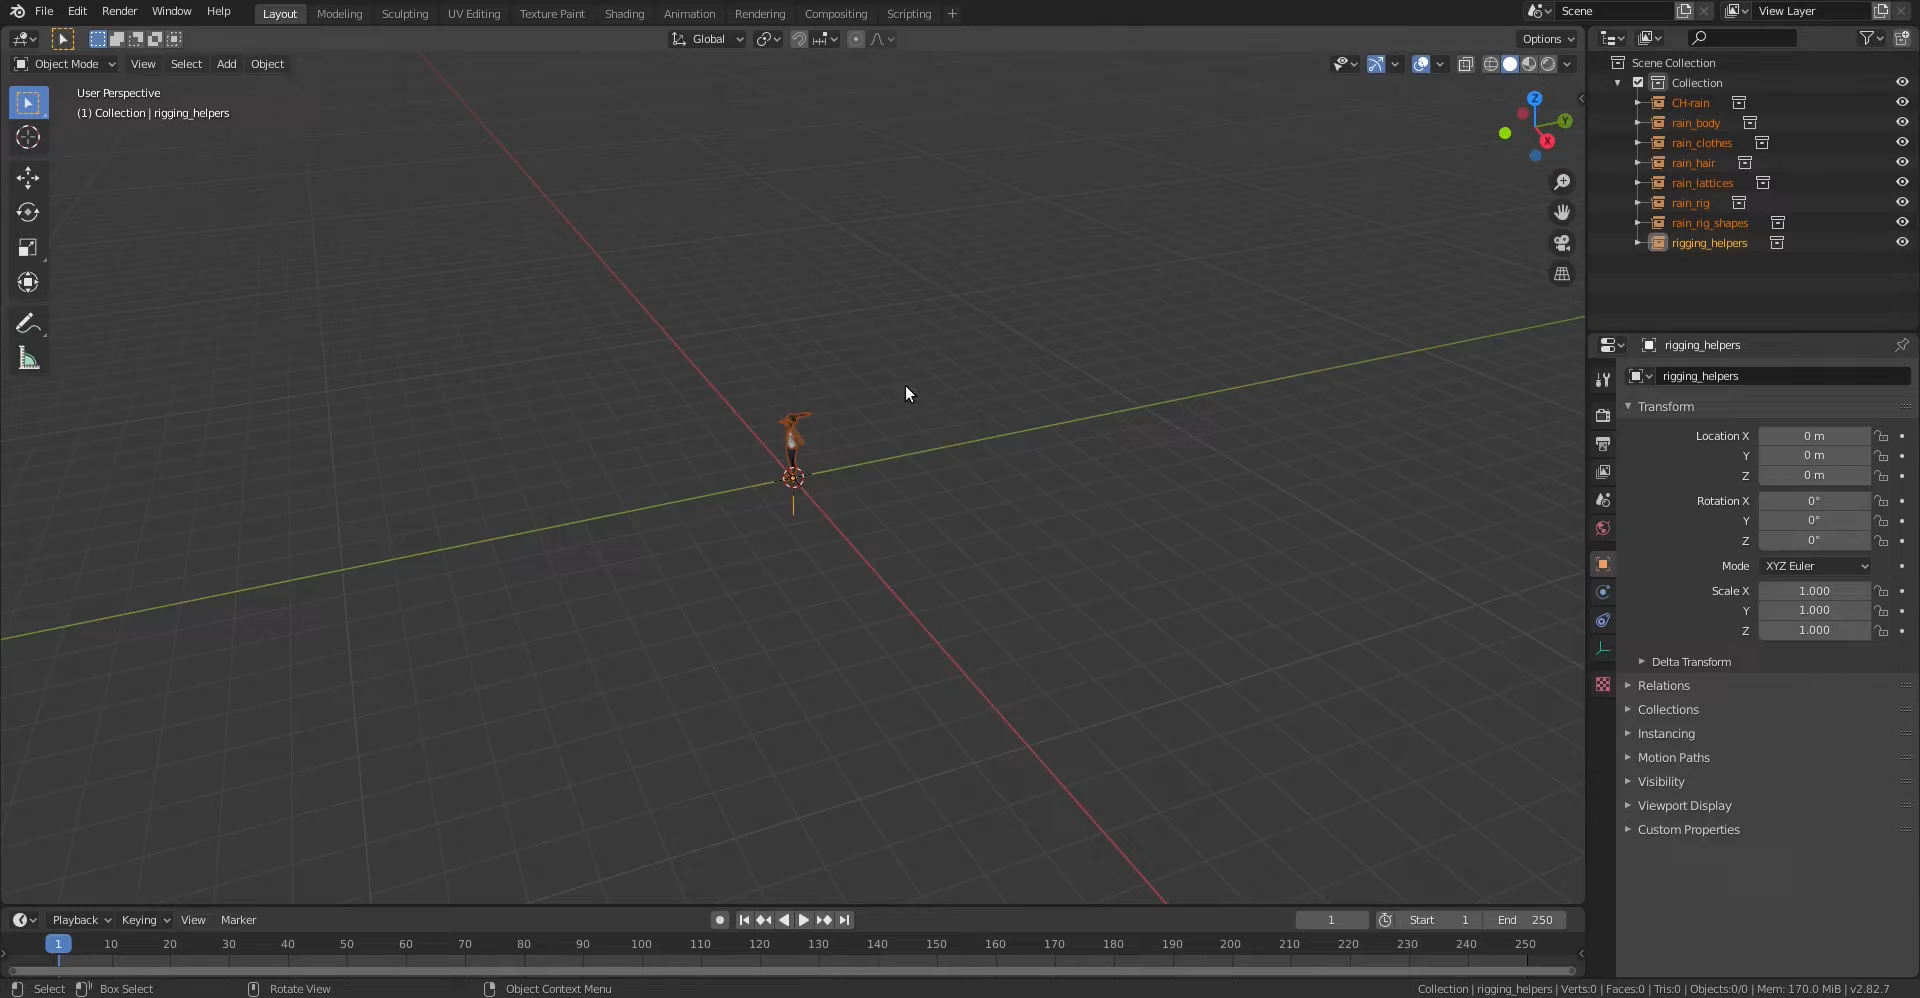 File Edit Render Window Help Layout Modeling Sculpting UV Editing Texture Paint Shading Animation Rendering Compositing Scripting + Scene View Layer
Global Options
Object Mode View Select Add Object
User Perspective
(1) Collection | rigging_helpers
Z
Y
X
Scene Collection
Collection
CH-rain
rain_body
rain_clothes
rain_hair
rain_lattices
rain_rig
rain_rig_shapes
rigging_helpers
rigging_helpers
rigging_helpers
Transform
Location X 0 m
Y 0 m
Z 0 m
Rotation X 0°
Y 0°
Z 0°
Mode XYZ Euler
Scale X 1.000
Y 1.000
Z 1.000
Delta Transform
Relations
Collections
Instancing
Motion Paths
Visibility
Viewport Display
Custom Properties
Playback Keying View Marker 1 Start 1 End 250
1 10 20 30 40 50 60 70 80 90 100 110 120 130 140 150 160 170 180 190 200 210 220 230 240 250
Select Box Select Rotate View Object Context Menu Collection | rigging_helpers | Verts:0 | Faces:0 | Tris:0 | Objects:0/0 | Mem: 170.0 MiB | v2.82.7